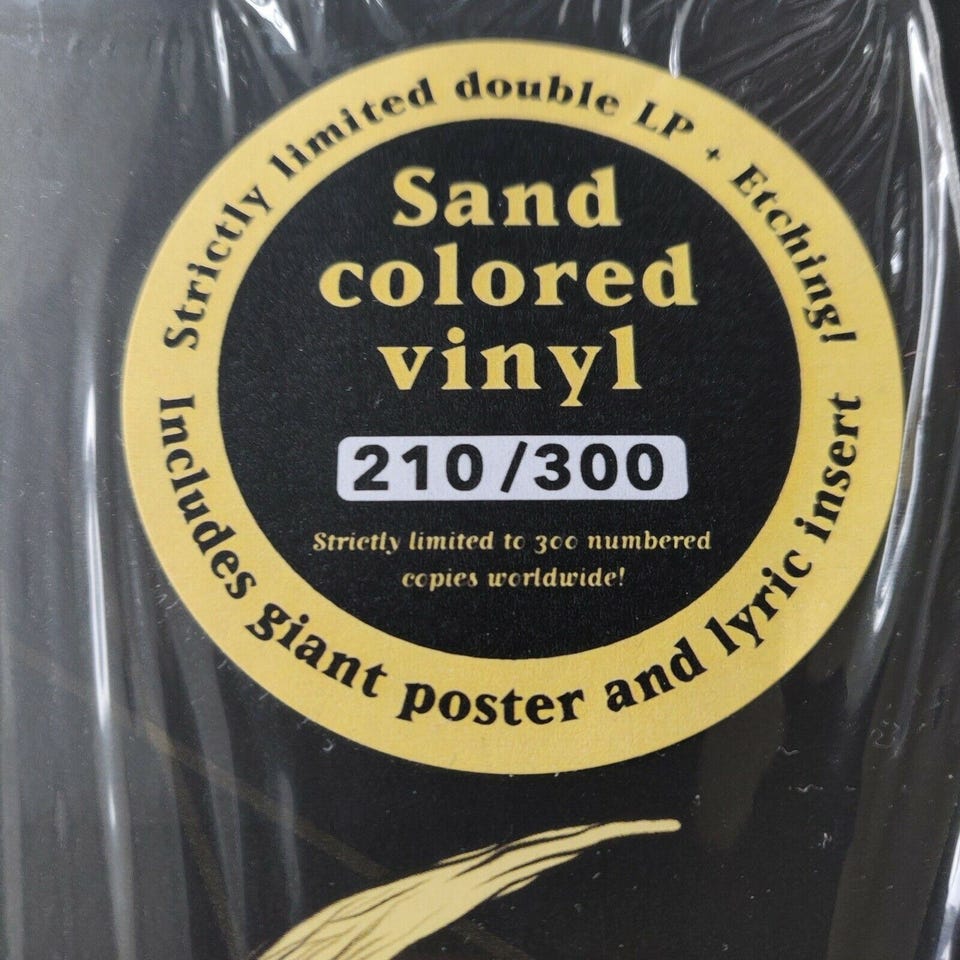 Strictly limited double LP + Etching!
Sand
colored
vinyl
210/300
Strictly limited to 300 numbered
copies worldwide!
Includes giant poster and lyric insert